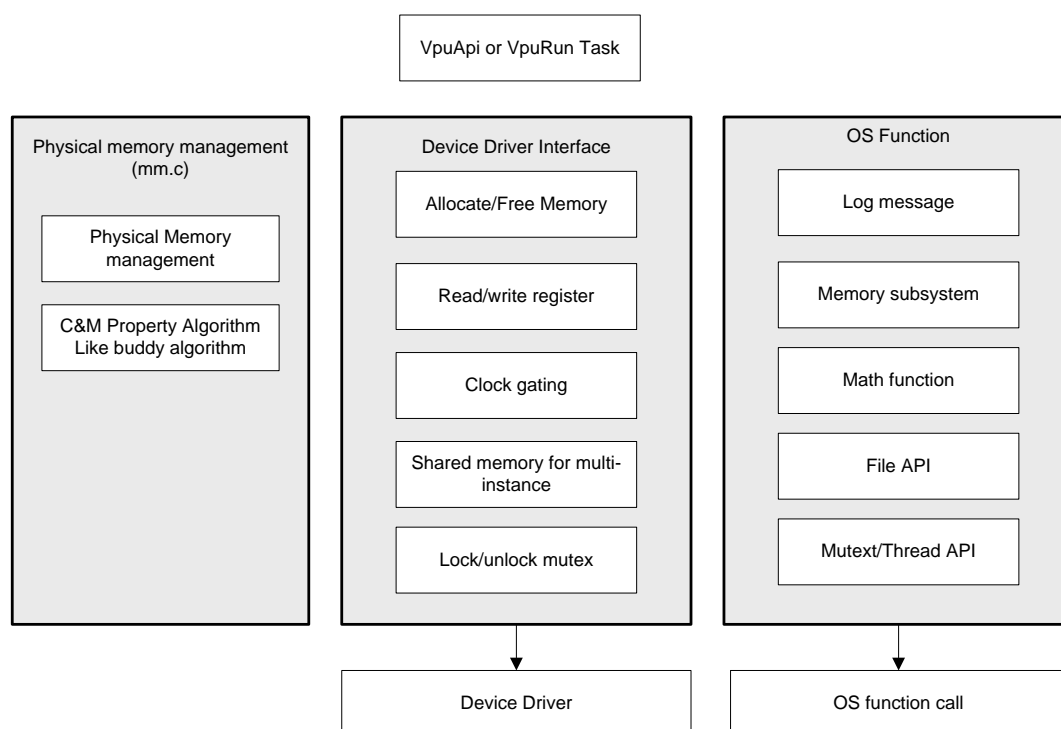 VpuApi or VpuRun Task
Physical memory management
(mm.c)
Physical Memory
management
C&M Property Algorithm
Like buddy algorithm
Device Driver Interface
Allocate/Free Memory
Read/write register
Clock gating
Shared memory for multi-
instance
Lock/unlock mutex
Device Driver
OS Function
Log message
Memory subsystem
Math function
File API
Mutext/Thread API
OS function call